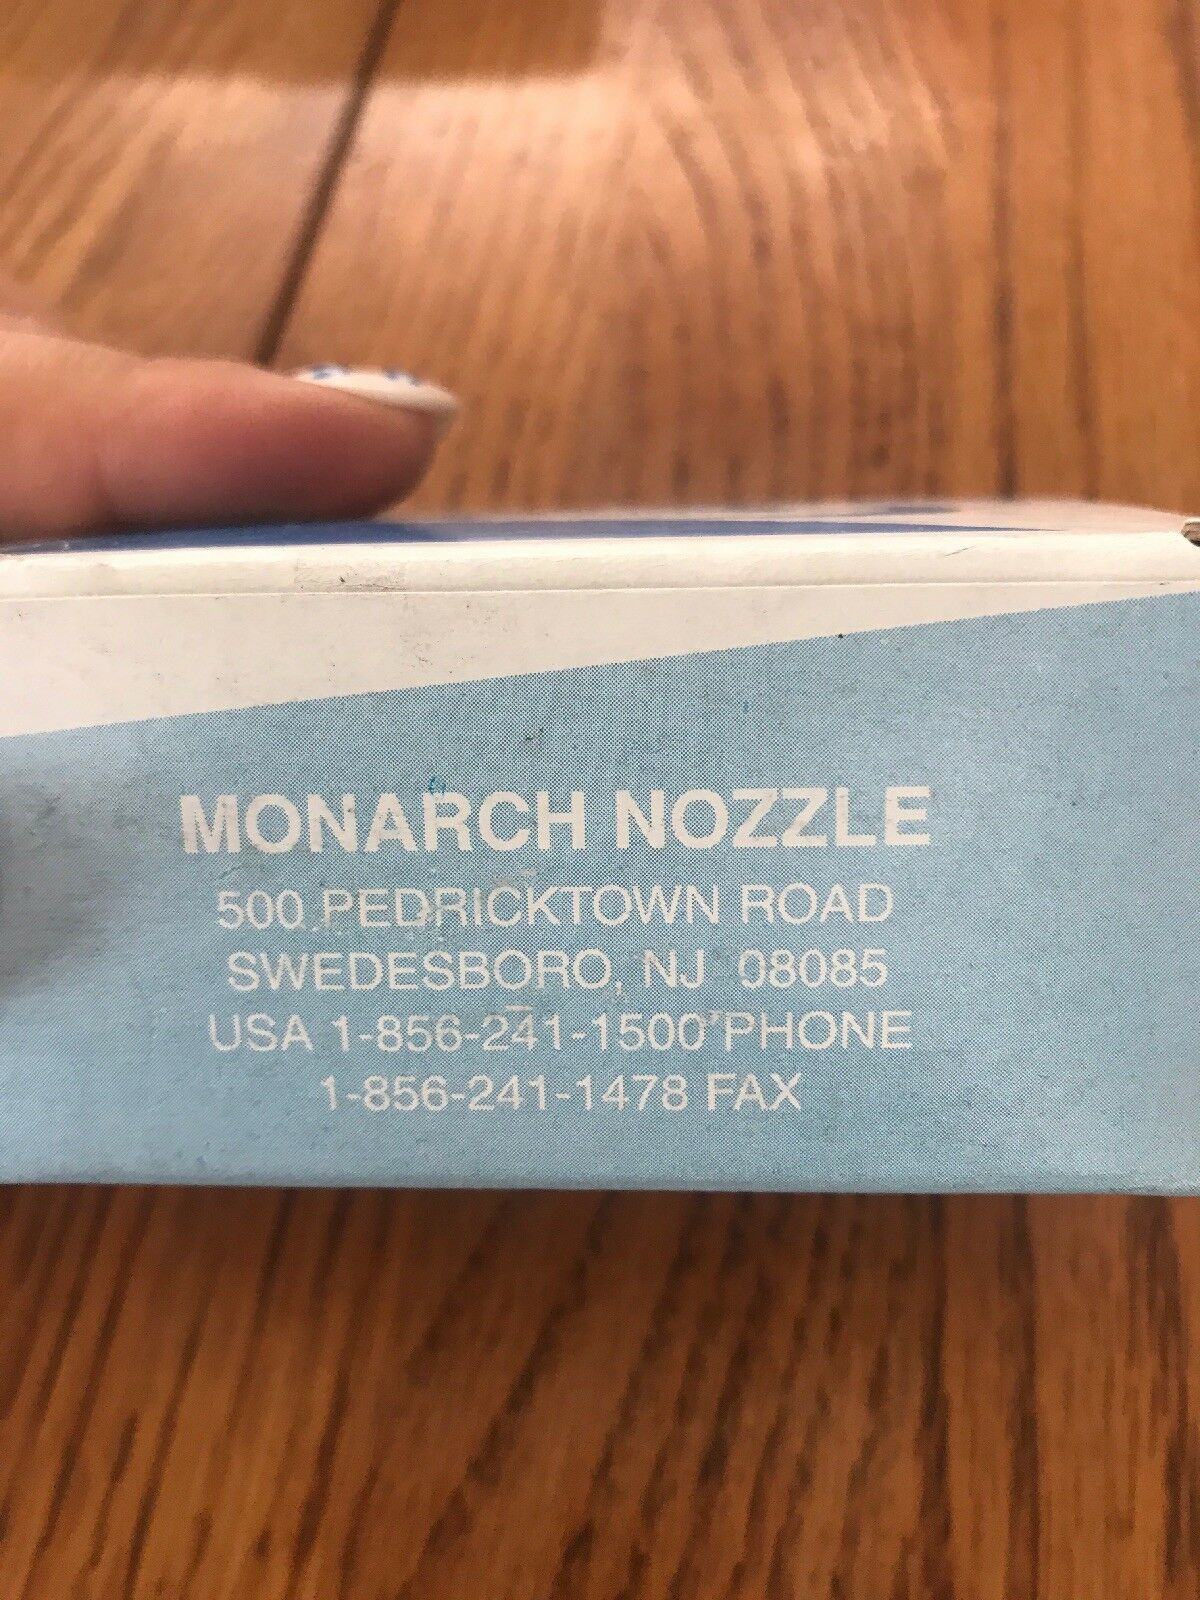 MONARCH NOZZLE
500 PEDRICKTOWN ROAD
SWEDESBORO, NJ 08085
USA 1-856-241-1500 PHONE
1-856-241-1478 FAX